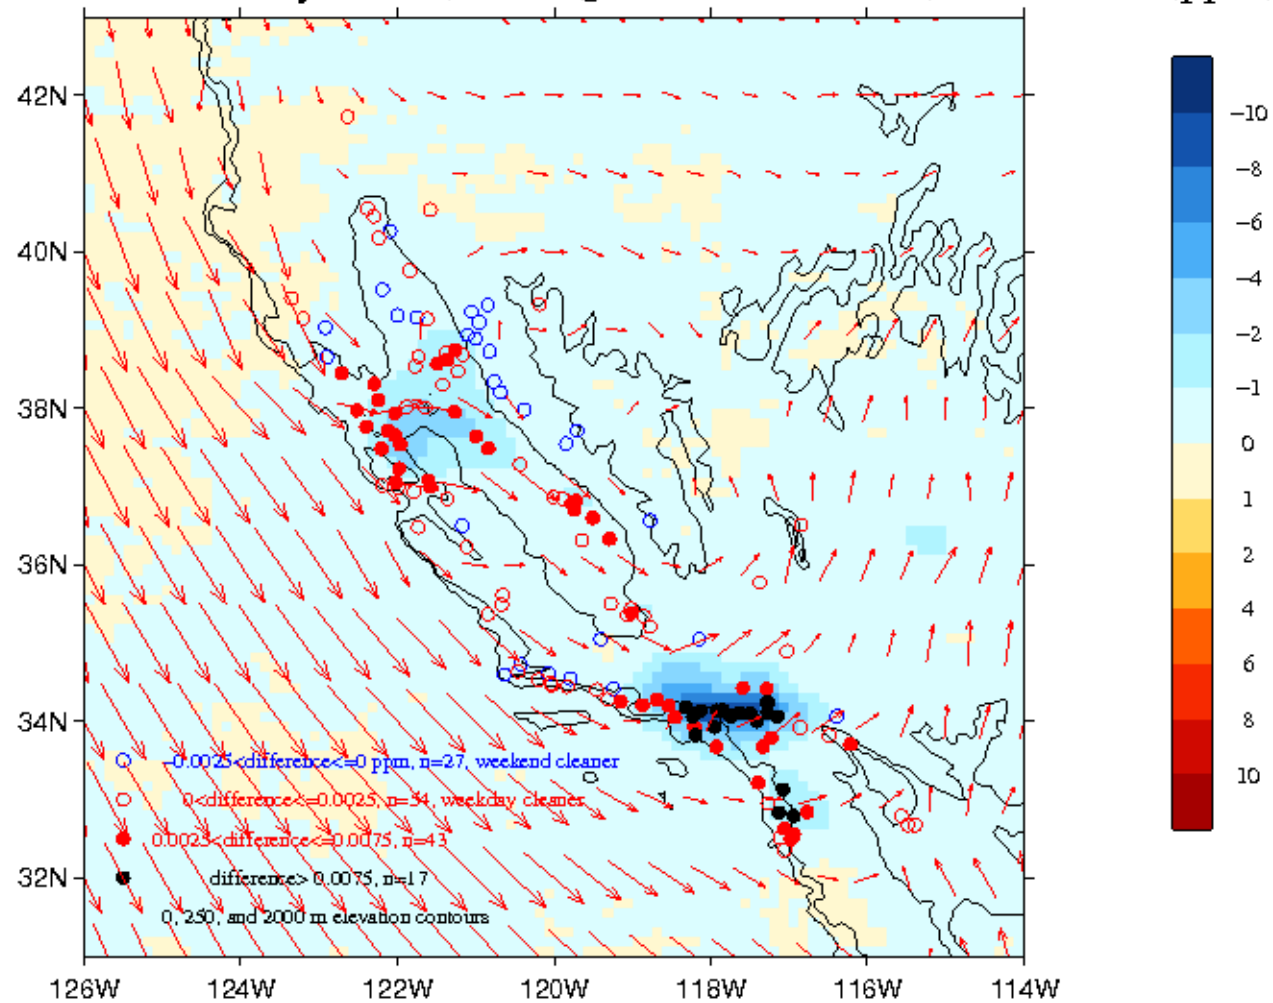 42N
40N
38N
36N
34N
32N
126W 124W 122W 120W 118W 116W 114W
-0.0025<difference<=0 ppm, n=27, weekend cleaner
0<difference<=0.0025, n=54, weekday cleaner
0.0025<difference<=0.0075, n=43
difference> 0.0075, n=17
0, 250, and 2000 m elevation contours
-10
-8
-6
-4
-2
-1
0
1
2
4
6
8
10